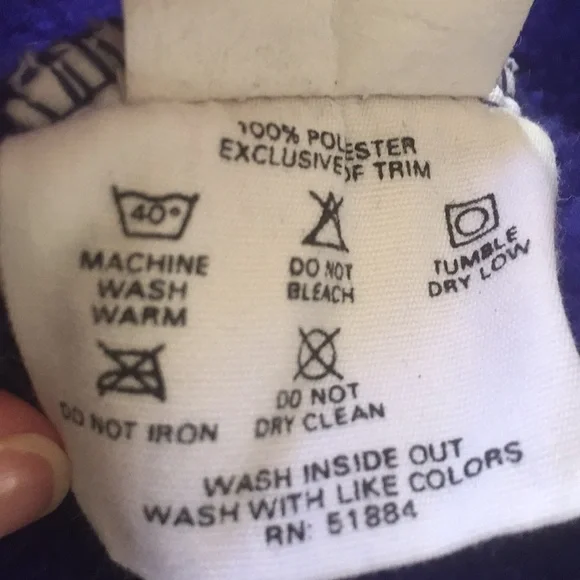 100% POLYESTER
EXCLUSIVE OF TRIM
40°
MACHINE
WASH
WARM
DO NOT
BLEACH
TUMBLE
DRY LOW
DO NOT IRON
DO NOT
DRY CLEAN
WASH INSIDE OUT
WASH WITH LIKE COLORS
RN: 51884